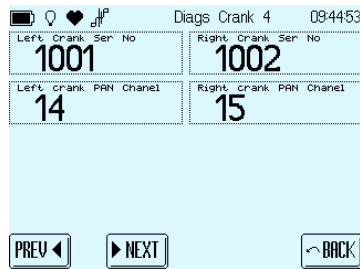 Diags Crank 4 09:44:53
Left Crank Ser No Right Crank Ser No
1001 1002
Left crank PAN Chanel Right crank PAN Chanel
14 15
PREV NEXT BACK